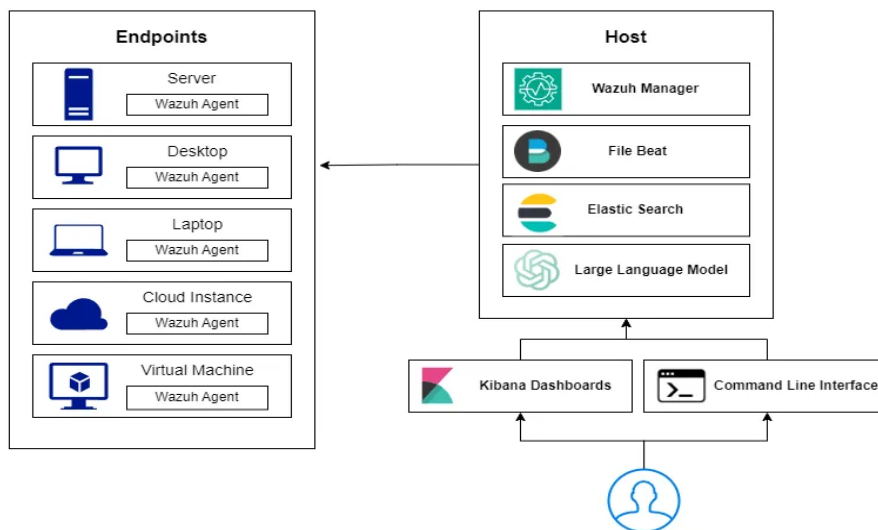 Endpoints
Server
Wazuh Agent
Desktop
Wazuh Agent
Laptop
Wazuh Agent
Cloud Instance
Wazuh Agent
Virtual Machine
Wazuh Agent
Host
Wazuh Manager
File Beat
Elastic Search
Large Language Model
Kibana Dashboards
Command Line Interface